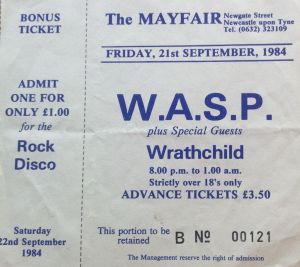 BONUS
TICKET
ADMIT
ONE FOR
ONLY £1.00
for the
Rock
Disco
Saturday
22nd September
1984
The MAYFAIR
Newgate Street
Newcastle upon Tyne
Tel. (0632) 323109
FRIDAY, 21st SEPTEMBER, 1984
W.A.S.P.
plus Special Guests
Wrathchild
8.00 p.m. to 1.00 a.m.
Strictly over 18's only
ADVANCE TICKETS £3.50
This portion to be
retained
B Nº 00121
The Management reserve the right of admission